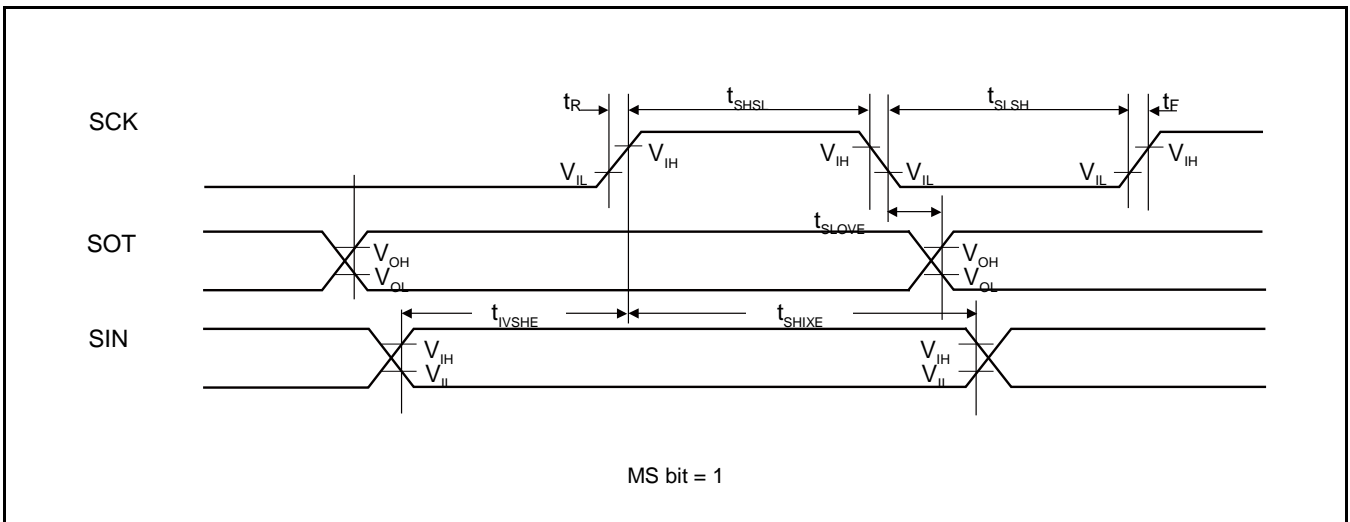 tR tSHSL tSLSH tF
SCK
VIH VIH VIH
VIL VIL VIL
tSLOVE
SOT
VOH VOH
VOL VOL
tIVSHE tSHIXE
SIN
VIH VIH
VIL VIL
MS bit = 1